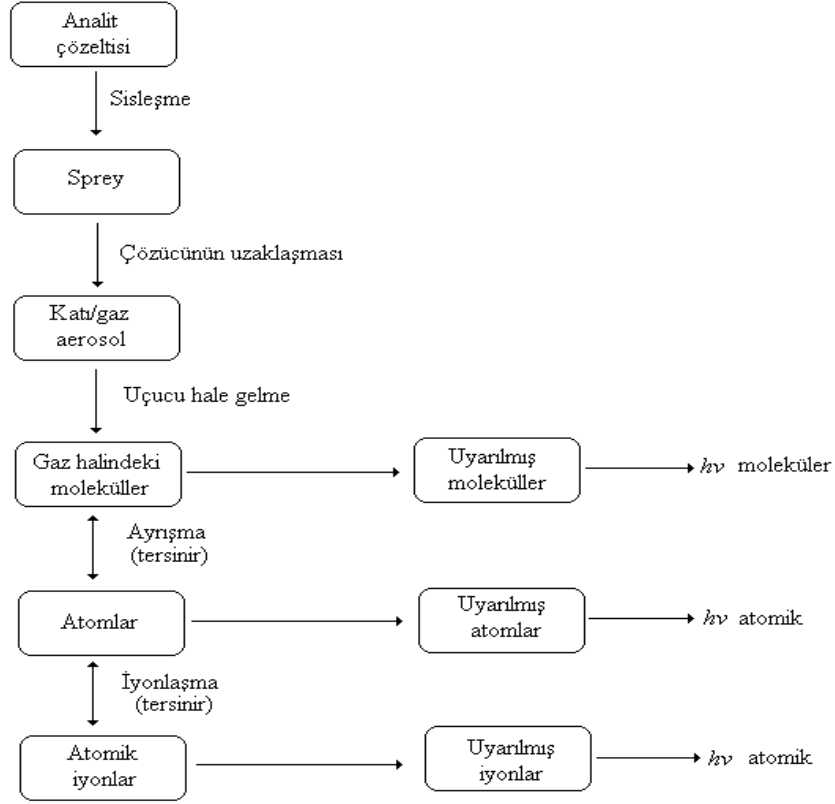 Analit
çözeltisi
Sisleşme
Sprey
Çözücünün uzaklaşması
Katı/gaz
aerosol
Uçucu hale gelme
Gaz halindeki
moleküller
Uyarılmış
moleküller
hν moleküler
Ayrışma
(tersinir)
Atomlar
Uyarılmış
atomlar
hν atomik
İyonlaşma
(tersinir)
Atomik
iyonlar
Uyarılmış
iyonlar
hν atomik